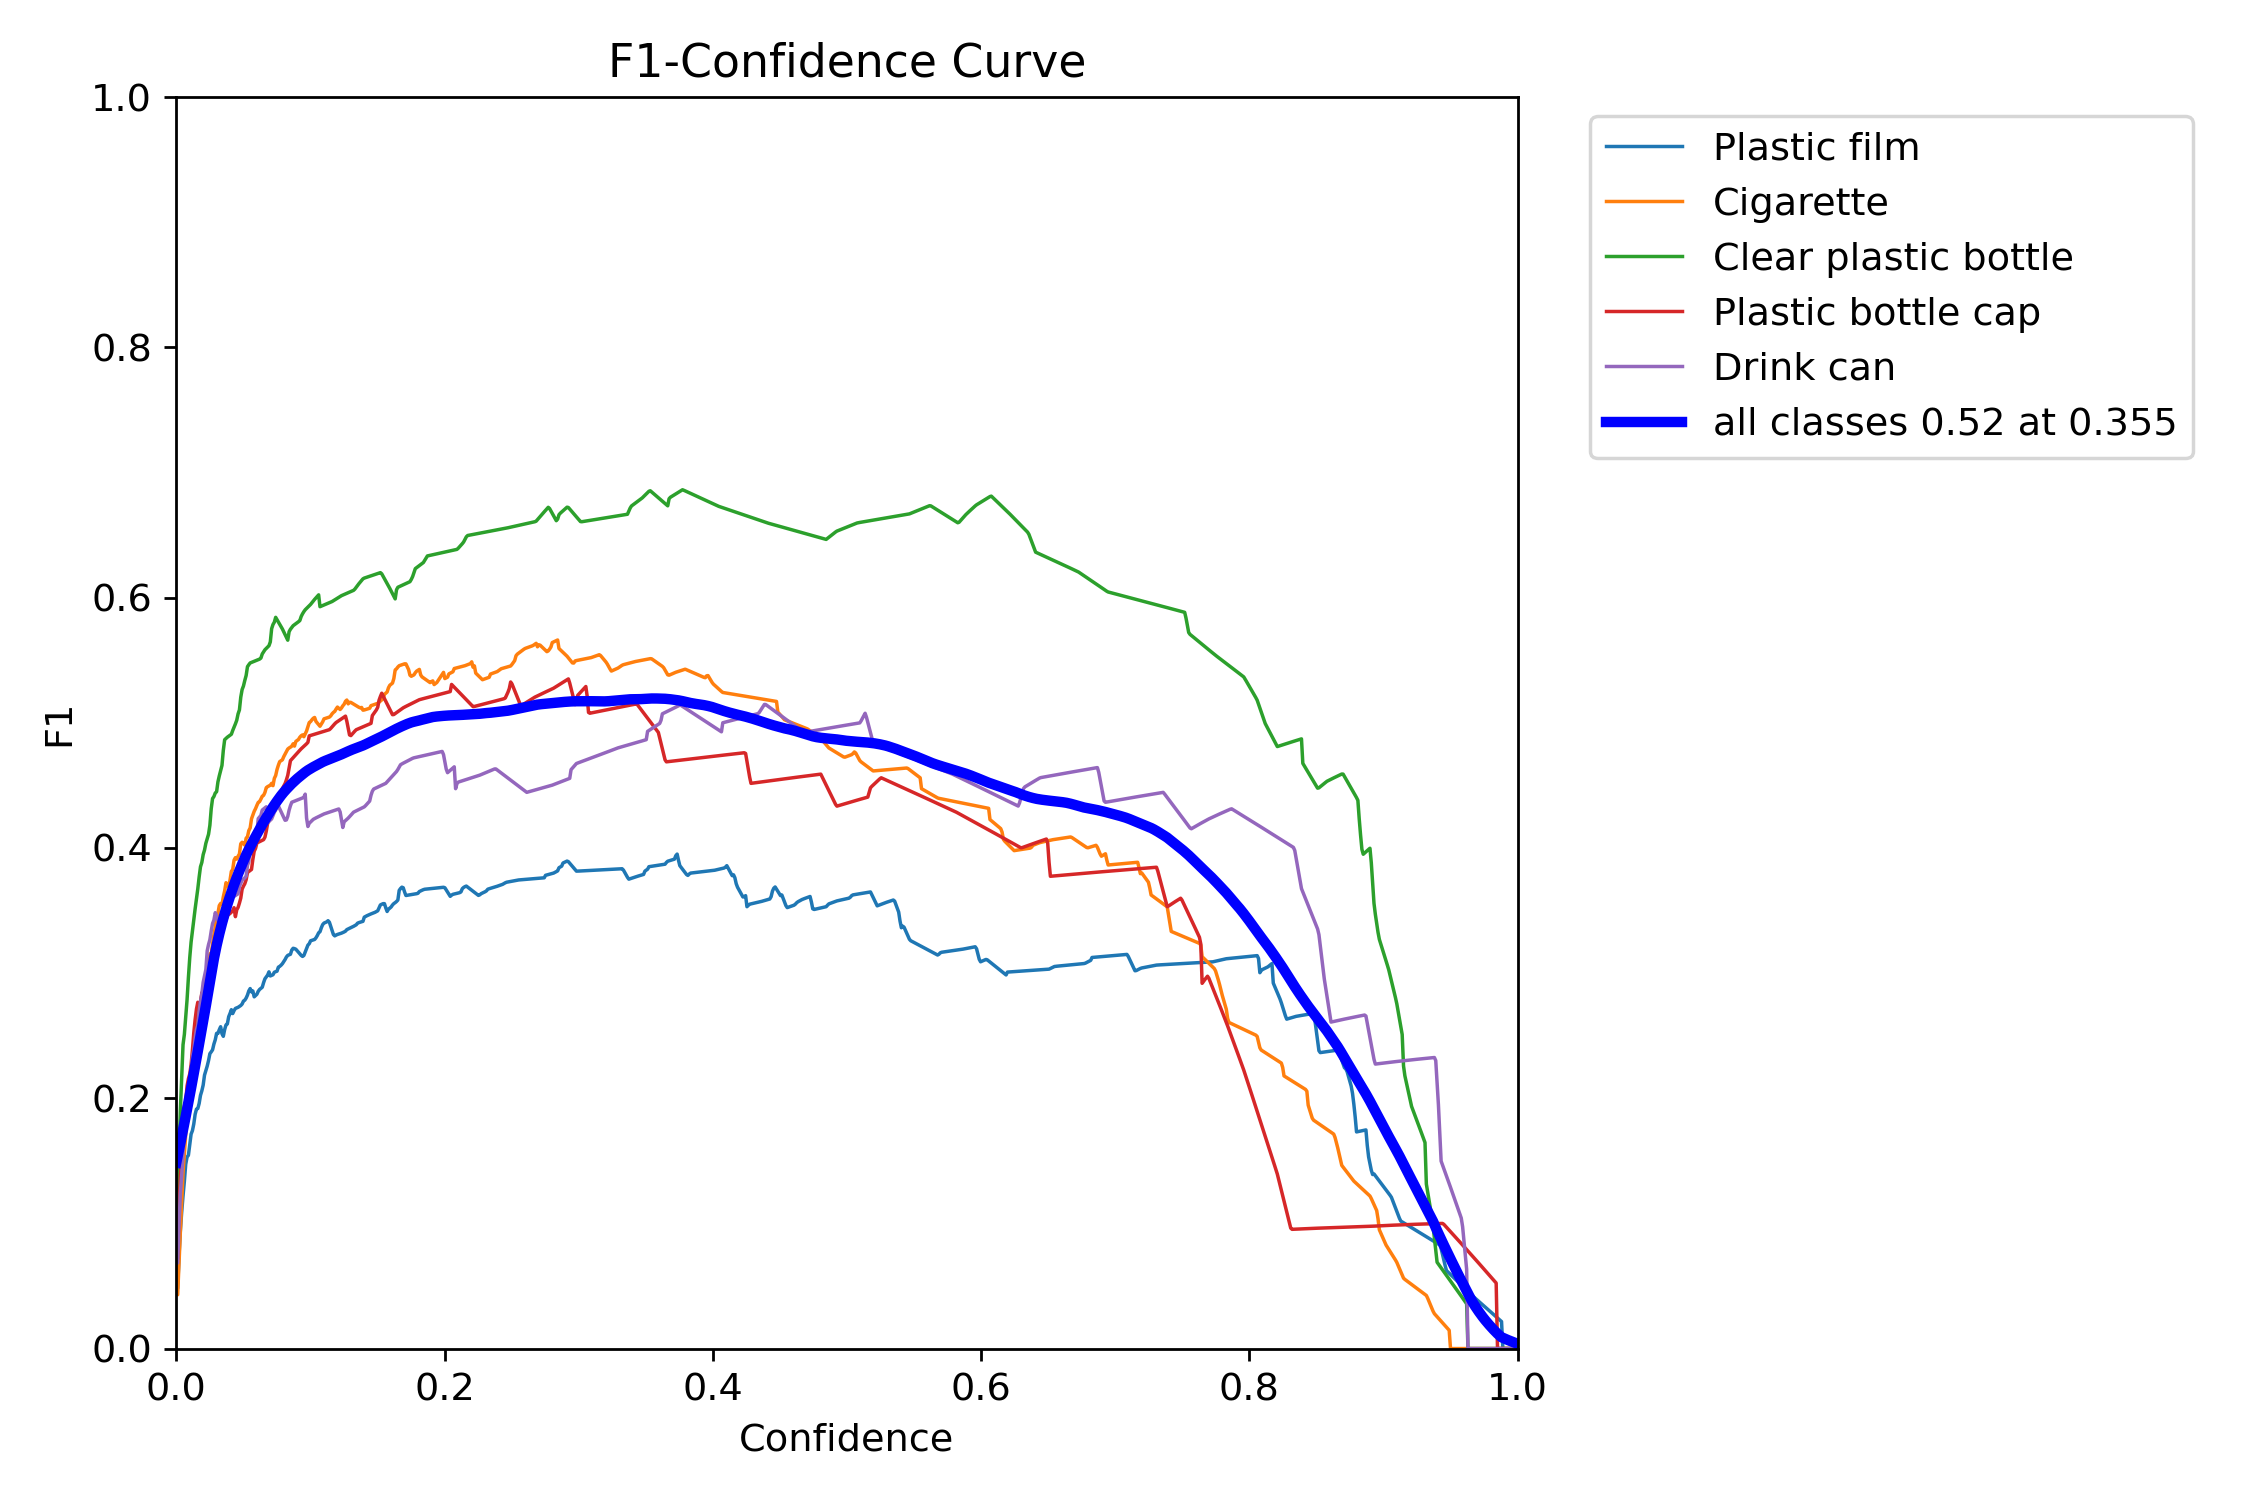 F1-Confidence Curve
1.0
0.8
0.6
0.4
0.2
0.0
F1
0.0 0.2 0.4 0.6 0.8 1.0
Confidence
Plastic film
Cigarette
Clear plastic bottle
Plastic bottle cap
Drink can
all classes 0.52 at 0.355